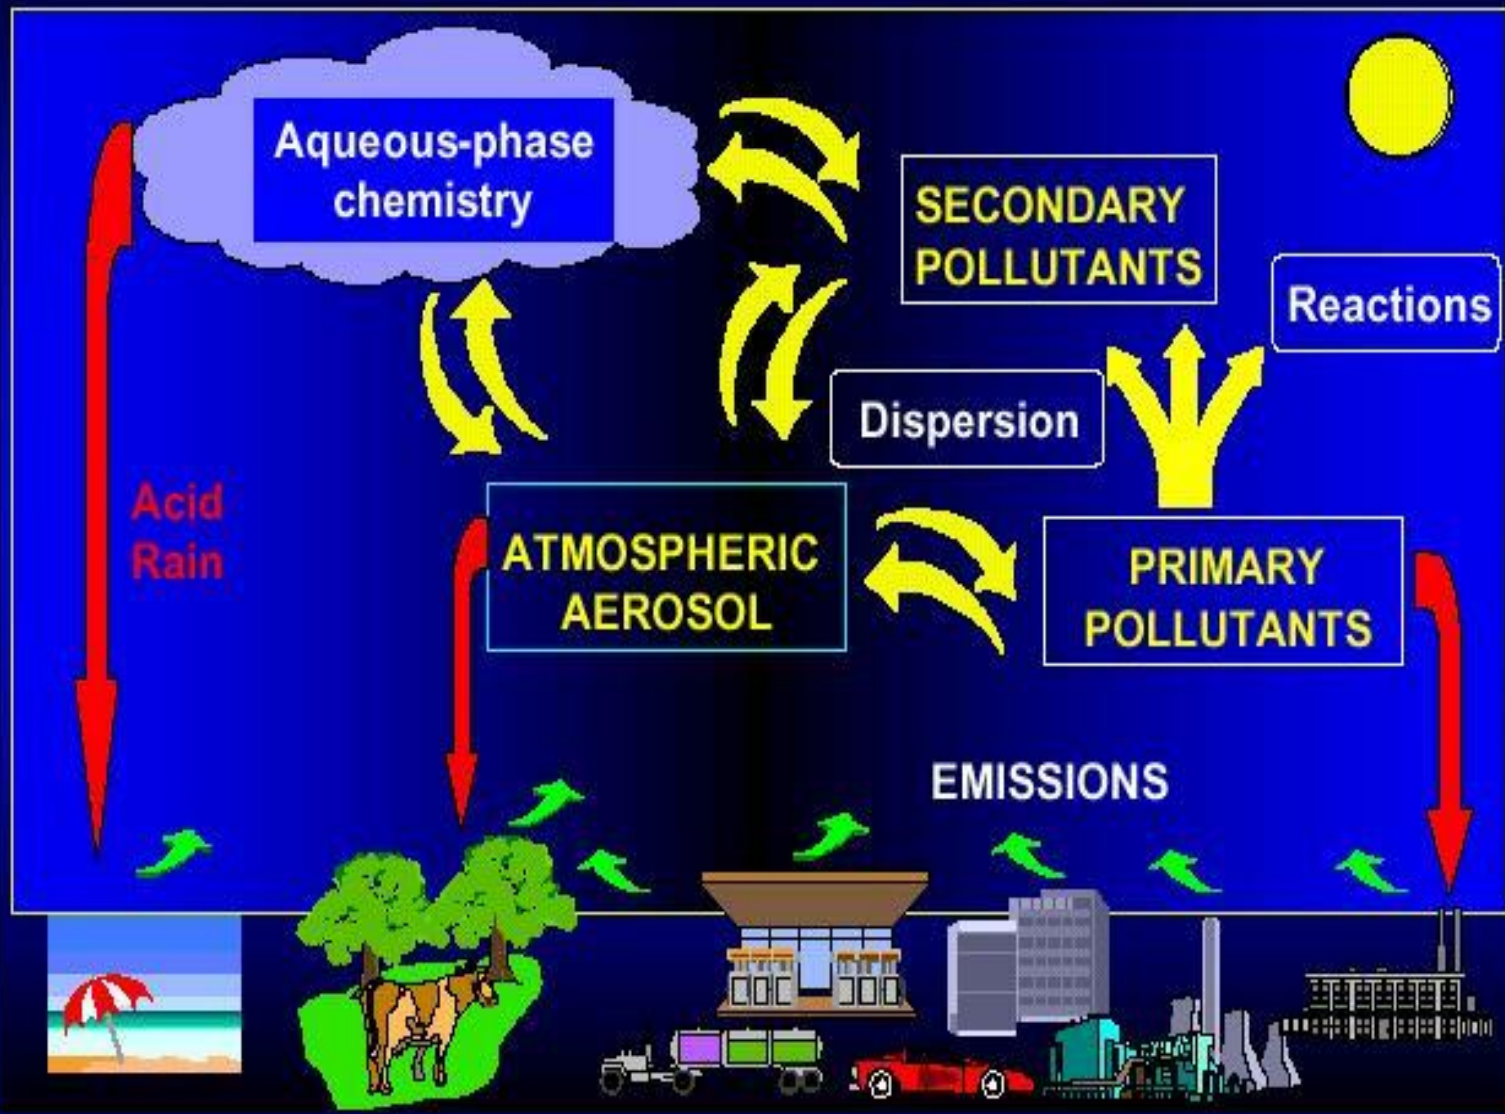 Aqueous-phase
chemistry
SECONDARY
POLLUTANTS
Reactions
Dispersion
Acid
Rain
ATMOSPHERIC
AEROSOL
PRIMARY
POLLUTANTS
EMISSIONS